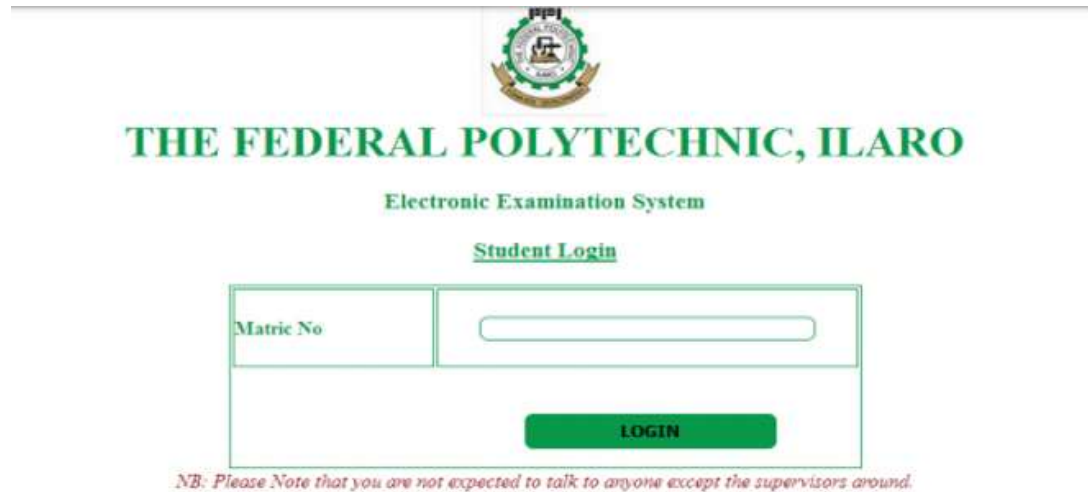 THE FEDERAL POLYTECHNIC, ILARO
Electronic Examination System
Student Login
Matric No
LOGIN
NB: Please Note that you are not expected to talk to anyone except the supervisors around.